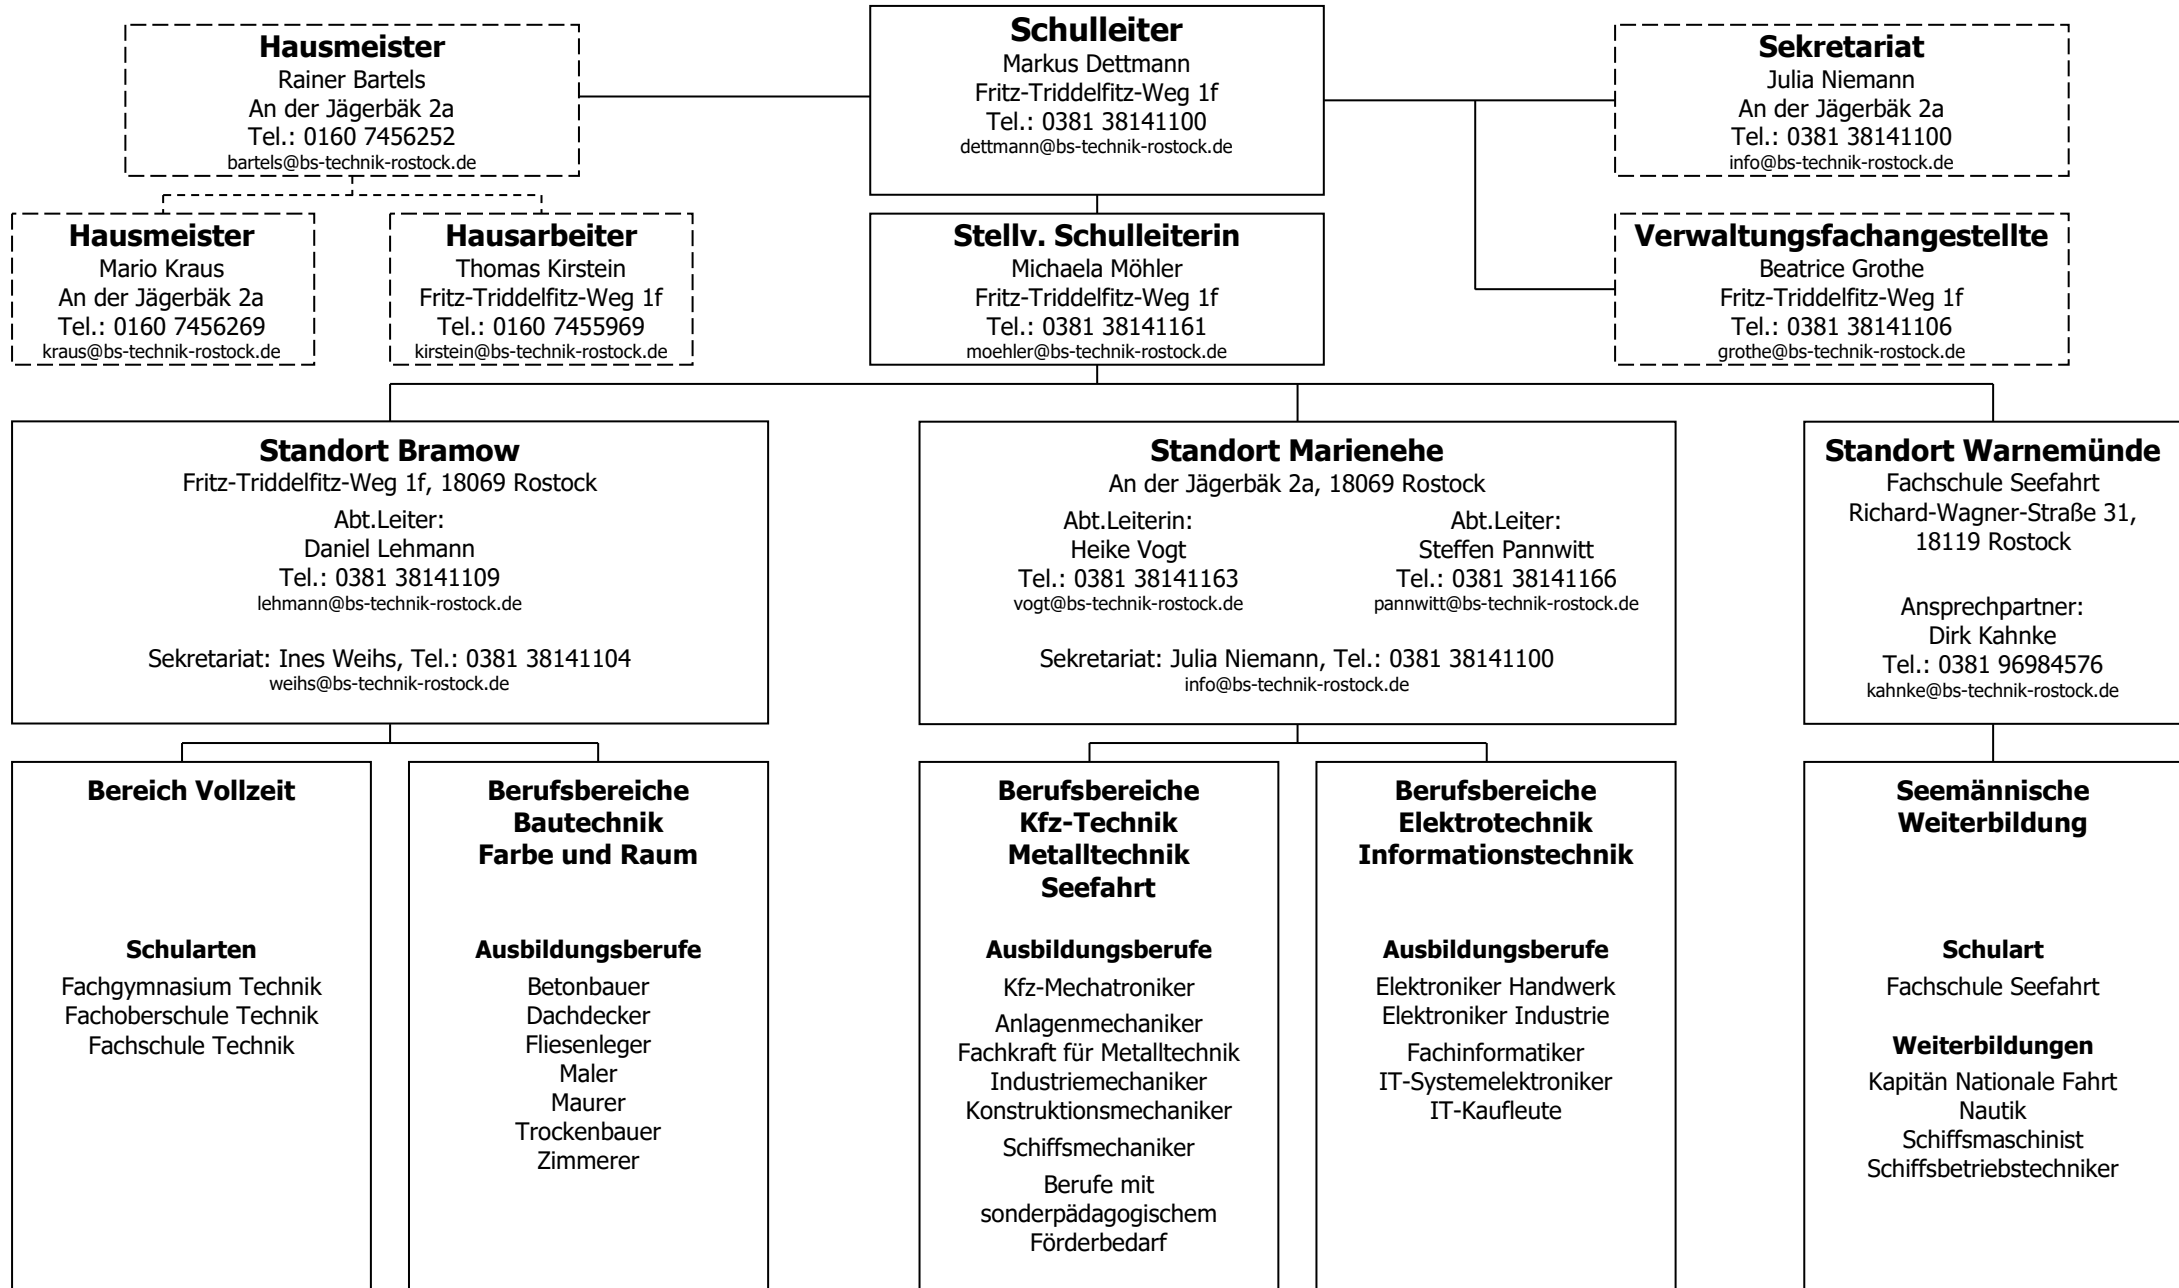 Hausmeister
Rainer Bartels
An der Jägerbäk 2a
Tel.: 0160 7456252
bartels@bs-technik-rostock.de
Schulleiter
Markus Dettmann
Fritz-Triddelfitz-Weg 1f
Tel.: 0381 38141100
dettmann@bs-technik-rostock.de
Sekretariat
Julia Niemann
An der Jägerbäk 2a
Tel.: 0381 38141100
info@bs-technik-rostock.de
Hausmeister
Mario Kraus
An der Jägerbäk 2a
Tel.: 0160 7456269
kraus@bs-technik-rostock.de
Hausarbeiter
Thomas Kirstein
Fritz-Triddelfitz-Weg 1f
Tel.: 0160 7455969
kirstein@bs-technik-rostock.de
Stellv. Schulleiterin
Michaela Möhler
Fritz-Triddelfitz-Weg 1f
Tel.: 0381 38141161
moehler@bs-technik-rostock.de
Verwaltungsfachangestellte
Beatrice Grothe
Fritz-Triddelfitz-Weg 1f
Tel.: 0381 38141106
grothe@bs-technik-rostock.de
Standort Bramow
Fritz-Triddelfitz-Weg 1f, 18069 Rostock
Abt.Leiter:
Daniel Lehmann
Tel.: 0381 38141109
lehmann@bs-technik-rostock.de
Sekretariat: Ines Weihs, Tel.: 0381 38141104
weihs@bs-technik-rostock.de
Standort Marienehe
An der Jägerbäk 2a, 18069 Rostock
Abt.Leiterin:
Heike Vogt
Tel.: 0381 38141163
vogt@bs-technik-rostock.de
Abt.Leiter:
Steffen Pannwitt
Tel.: 0381 38141166
pannwitt@bs-technik-rostock.de
Sekretariat: Julia Niemann, Tel.: 0381 38141100
info@bs-technik-rostock.de
Standort Warnemünde
Fachschule Seefahrt
Richard-Wagner-Straße 31,
18119 Rostock
Ansprechpartner:
Dirk Kahnke
Tel.: 0381 96984576
kahnke@bs-technik-rostock.de
Bereich Vollzeit
Schularten
Fachgymnasium Technik
Fachoberschule Technik
Fachschule Technik
Berufsbereiche
Bautechnik
Farbe und Raum
Ausbildungsberufe
Betonbauer
Dachdecker
Fliesenleger
Maler
Maurer
Trockenbauer
Zimmerer
Berufsbereiche
Kfz-Technik
Metalltechnik
Seefahrt
Ausbildungsberufe
Kfz-Mechatroniker
Anlagenmechaniker
Fachkraft für Metalltechnik
Industriemechaniker
Konstruktionsmechaniker
Schiffsmechaniker
Berufe mit
sonderpädagogischem
Förderbedarf
Berufsbereiche
Elektrotechnik
Informationstechnik
Ausbildungsberufe
Elektroniker Handwerk
Elektroniker Industrie
Fachinformatiker
IT-Systemelektroniker
IT-Kaufleute
Seemännische
Weiterbildung
Schulart
Fachschule Seefahrt
Weiterbildungen
Kapitän Nationale Fahrt
Nautik
Schiffsmaschinist
Schiffsbetriebstechniker